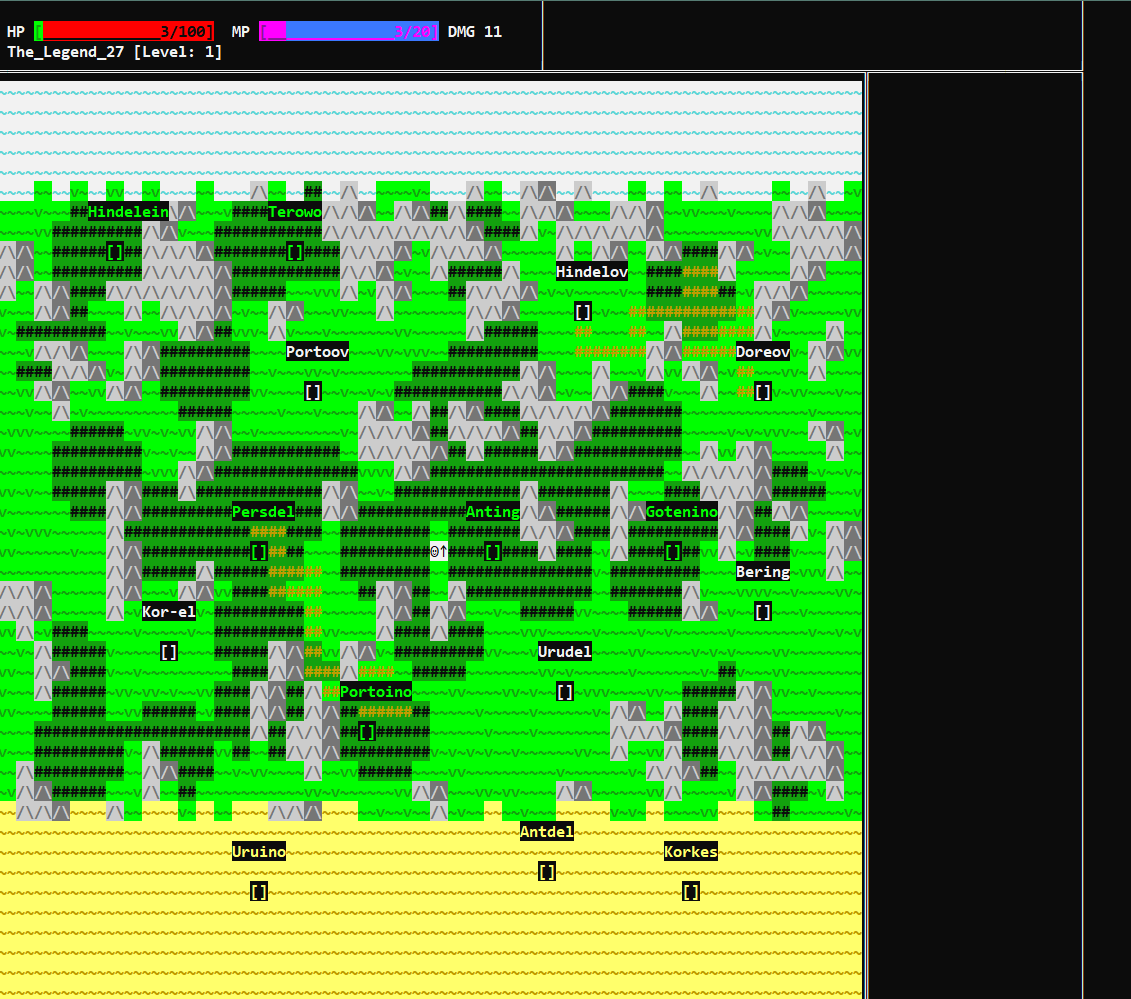 HP [ 3/100] MP [ 3/20] DMG 11
The_Legend_27 [Level: 1]
Hindelein Terowo
[] []
Hindelov
[]
Portoov Doreov
[] []
Persdel Anting Gotenino
[] @↑ [] []
Bering
Kor-el []
[] Urudel
Portoino []
[]
Antdel
Uruino Korkes
[]
[] []